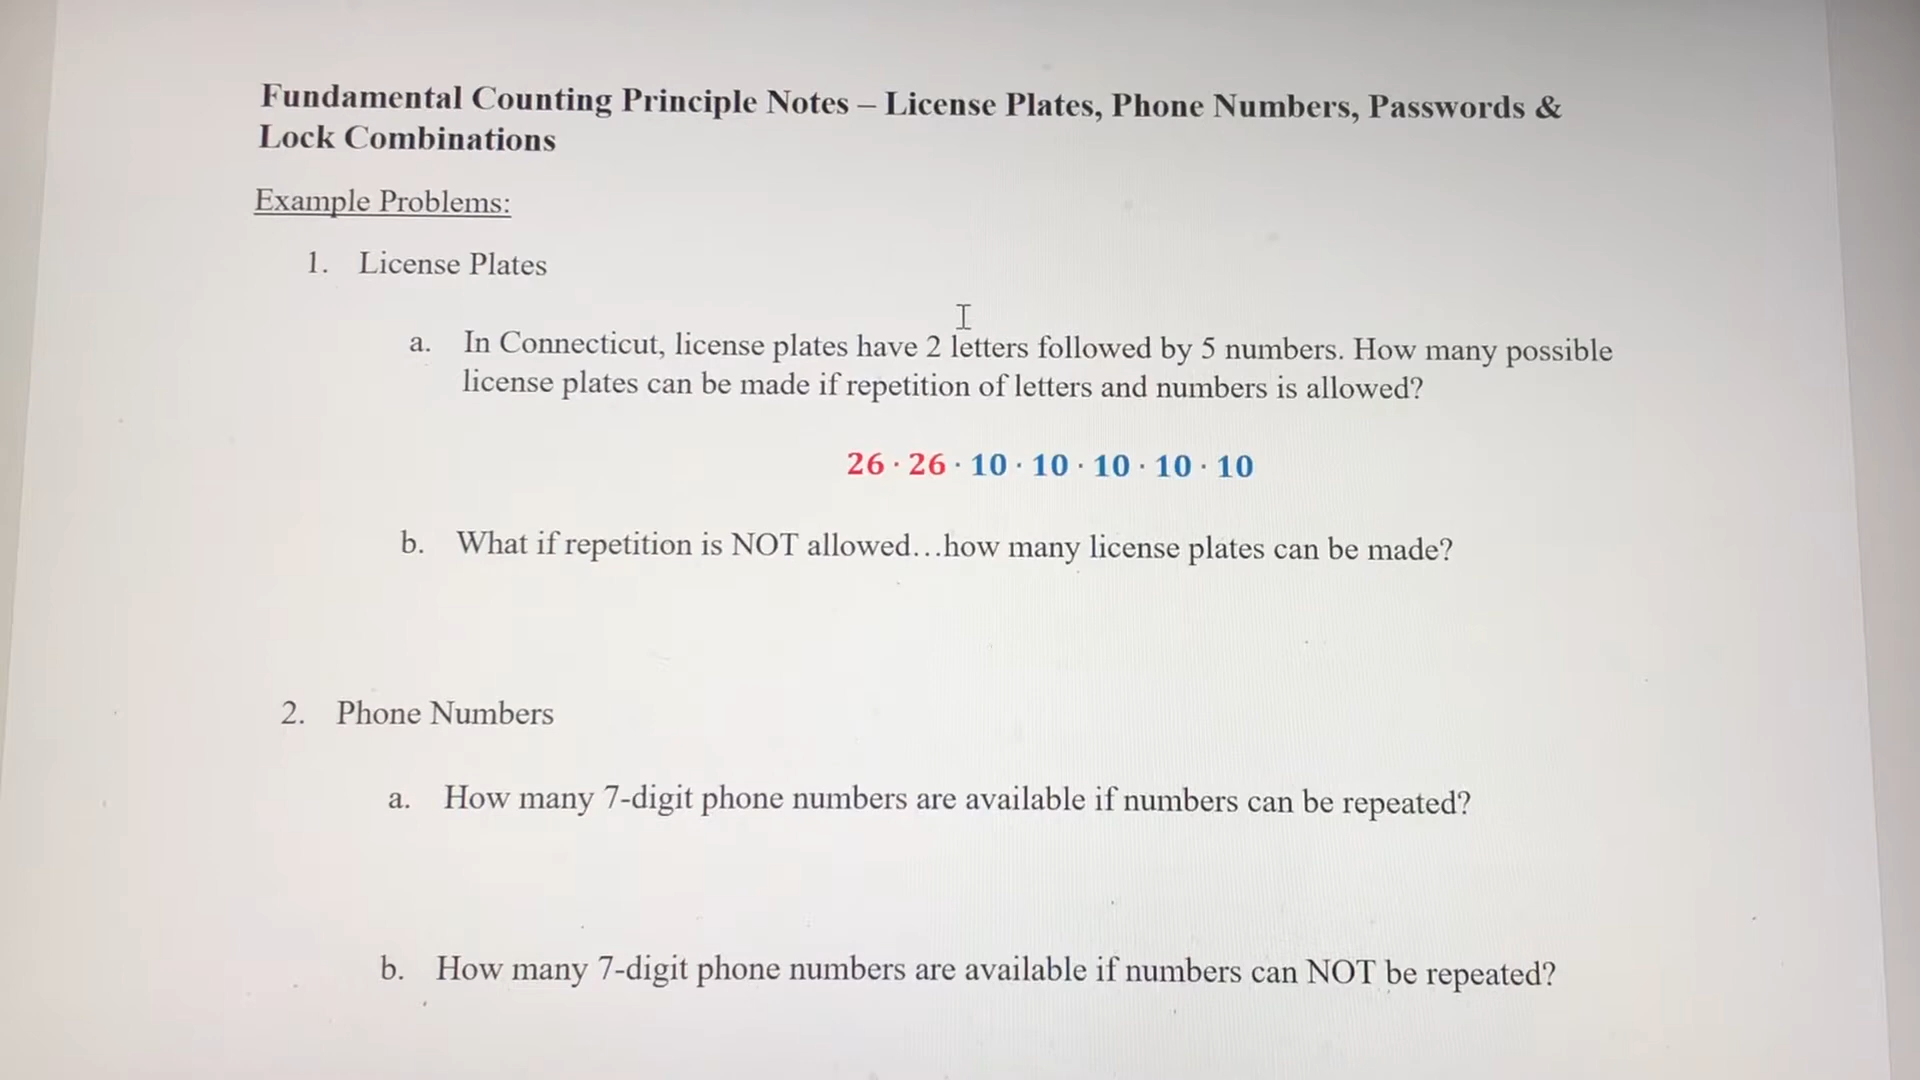 Fundamental Counting Principle Notes – License Plates, Phone Numbers, Passwords &
Lock Combinations
Example Problems:
1. License Plates
a. In Connecticut, license plates have 2 letters followed by 5 numbers. How many possible
license plates can be made if repetition of letters and numbers is allowed?
26 · 26 · 10 · 10 · 10 · 10 · 10
b. What if repetition is NOT allowed…how many license plates can be made?
2. Phone Numbers
a. How many 7-digit phone numbers are available if numbers can be repeated?
b. How many 7-digit phone numbers are available if numbers can NOT be repeated?